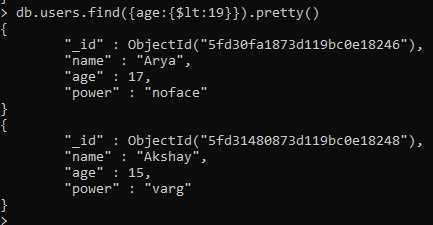 > db.users.find({age:{$lt:19}}).pretty()
{
        "_id" : ObjectId("5fd30fa1873d119bc0e18246"),
        "name" : "Arya",
        "age" : 17,
        "power" : "noface"
}
{
        "_id" : ObjectId("5fd31480873d119bc0e18248"),
        "name" : "Akshay",
        "age" : 15,
        "power" : "varg"
}
>